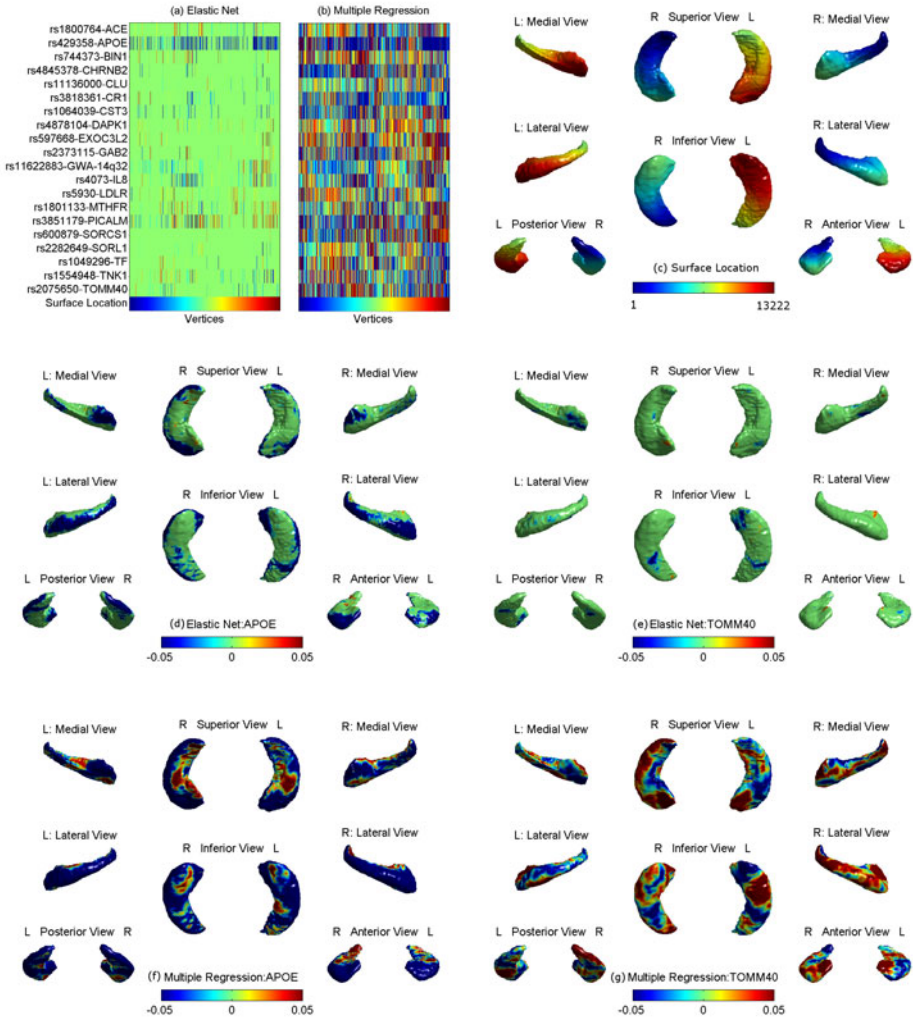 (a) Elastic Net
(b) Multiple Regression
rs1800764-ACE
rs429358-APOE
rs744373-BIN1
rs4845378-CHRNB2
rs11136000-CLU
rs3818361-CR1
rs1064039-CST3
rs4878104-DAPK1
rs597668-EXOC3L2
rs2373115-GAB2
rs11622883-GWA-14q32
rs4073-IL8
rs5930-LDLR
rs1801133-MTHFR
rs3851179-PICALM
rs600879-SORCS1
rs2282649-SORL1
rs1049296-TF
rs1554948-TNK1
rs2075650-TOMM40
Surface Location
Vertices
Vertices
L: Medial View
R Superior View L
R: Medial View
L: Lateral View
R Inferior View L
R: Lateral View
L Posterior View R
R Anterior View L
(c) Surface Location
1
13222
L: Medial View
R Superior View L
R: Medial View
L: Lateral View
R Inferior View L
R: Lateral View
L Posterior View R
R Anterior View L
(d) Elastic Net:APOE
-0.05 0 0.05
L: Medial View
R Superior View L
R: Medial View
L: Lateral View
R Inferior View L
R: Lateral View
L Posterior View R
R Anterior View L
(e) Elastic Net:TOMM40
-0.05 0 0.05
L: Medial View
R Superior View L
R: Medial View
L: Lateral View
R Inferior View L
R: Lateral View
L Posterior View R
R Anterior View L
(f) Multiple Regression:APOE
-0.05 0 0.05
L: Medial View
R Superior View L
R: Medial View
L: Lateral View
R Inferior View L
R: Lateral View
L Posterior View R
R Anterior View L
(g) Multiple Regression:TOMM40
-0.05 0 0.05